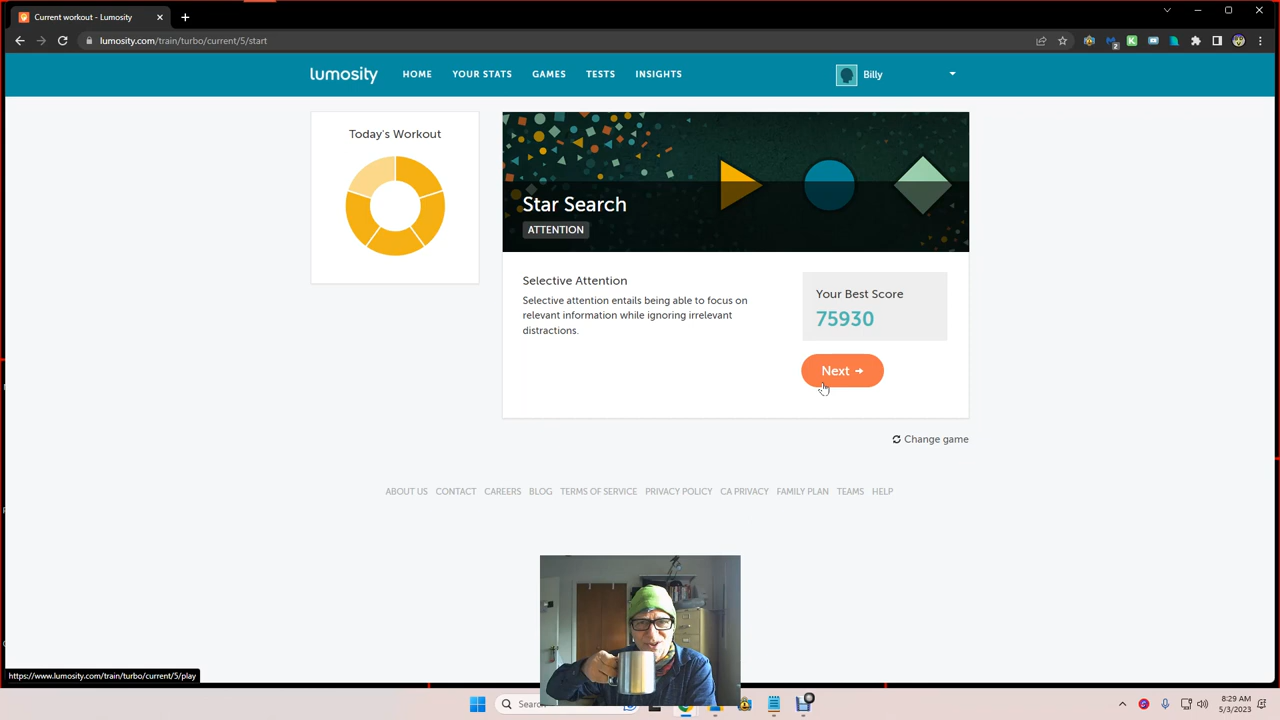 Current workout - Lumosity
lumosity.com/train/turbo/current/5/start
2
lumosity
HOME
YOUR STATS
GAMES
TESTS
INSIGHTS
Billy
Today's Workout
Star Search
ATTENTION
Selective Attention
Selective attention entails being able to focus on
relevant information while ignoring irrelevant
distractions.
Your Best Score
75930
Next →
Change game
ABOUT US
CONTACT
CAREERS
BLOG
TERMS OF SERVICE
PRIVACY POLICY
CA PRIVACY
FAMILY PLAN
TEAMS
HELP
https://www.lumosity.com/train/turbo/current/5/play
Search
8:29 AM
5/3/2023